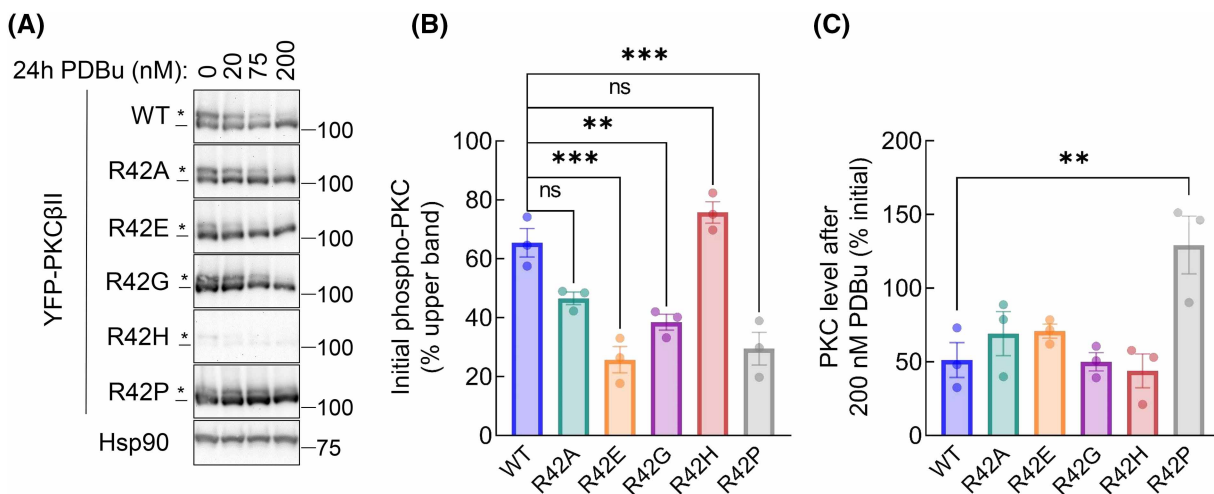 (A)
24h PDBu (nM): 0 20 75 200
YFP-PKCβII
WT * –100
R42A * –100
R42E * –100
R42G * –100
R42H * –100
R42P * –100
Hsp90 –75
(B)
Initial phospho-PKC
(% upper band)
100
80
60
40
20
0
***
ns
**
***
ns
WT R42A R42E R42G R42H R42P
(C)
PKC level after
200 nM PDBu (% initial)
200
150
100
50
0
**
WT R42A R42E R42G R42H R42P